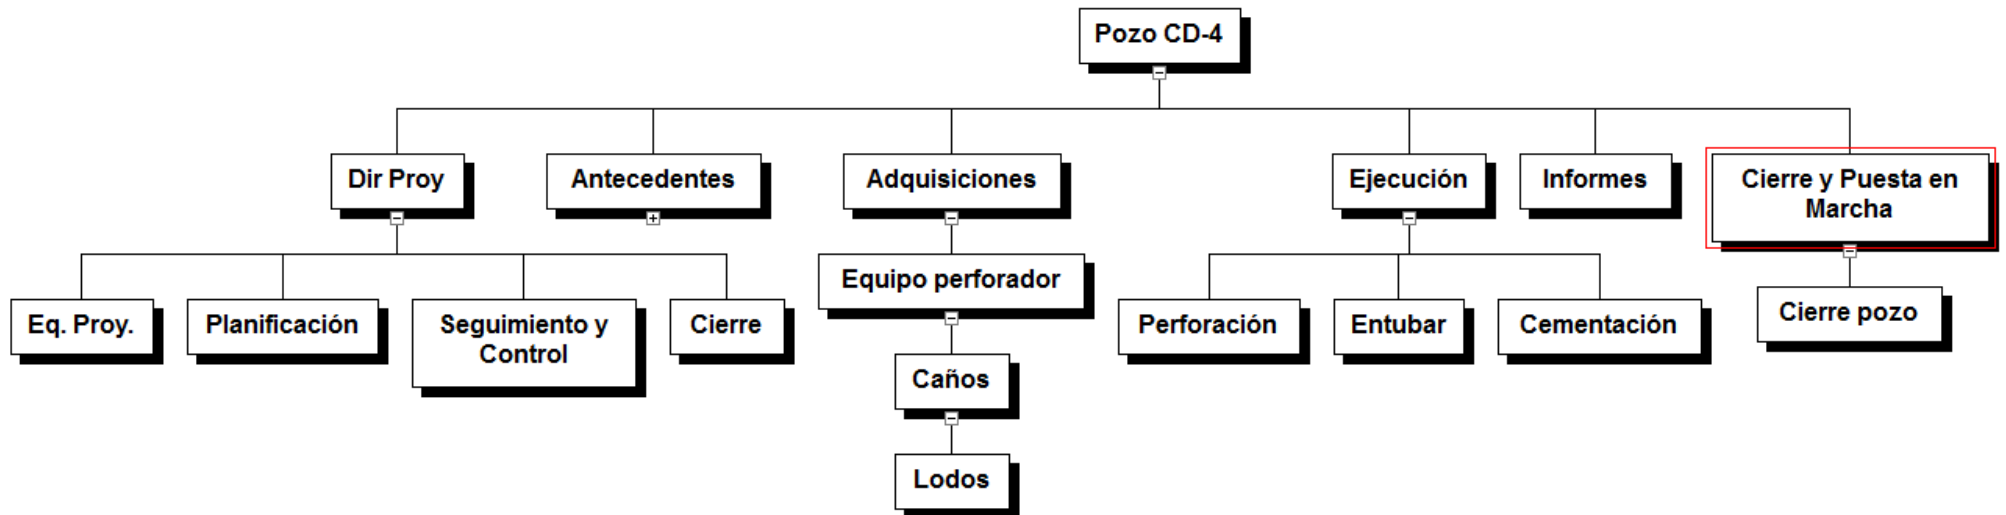 Pozo CD-4
Dir Proy
Antecedentes
Adquisiciones
Ejecución
Informes
Cierre y Puesta en
Marcha
Equipo perforador
Eq. Proy.
Planificación
Seguimiento y
Control
Cierre
Perforación
Entubar
Cementación
Cierre pozo
Caños
Lodos